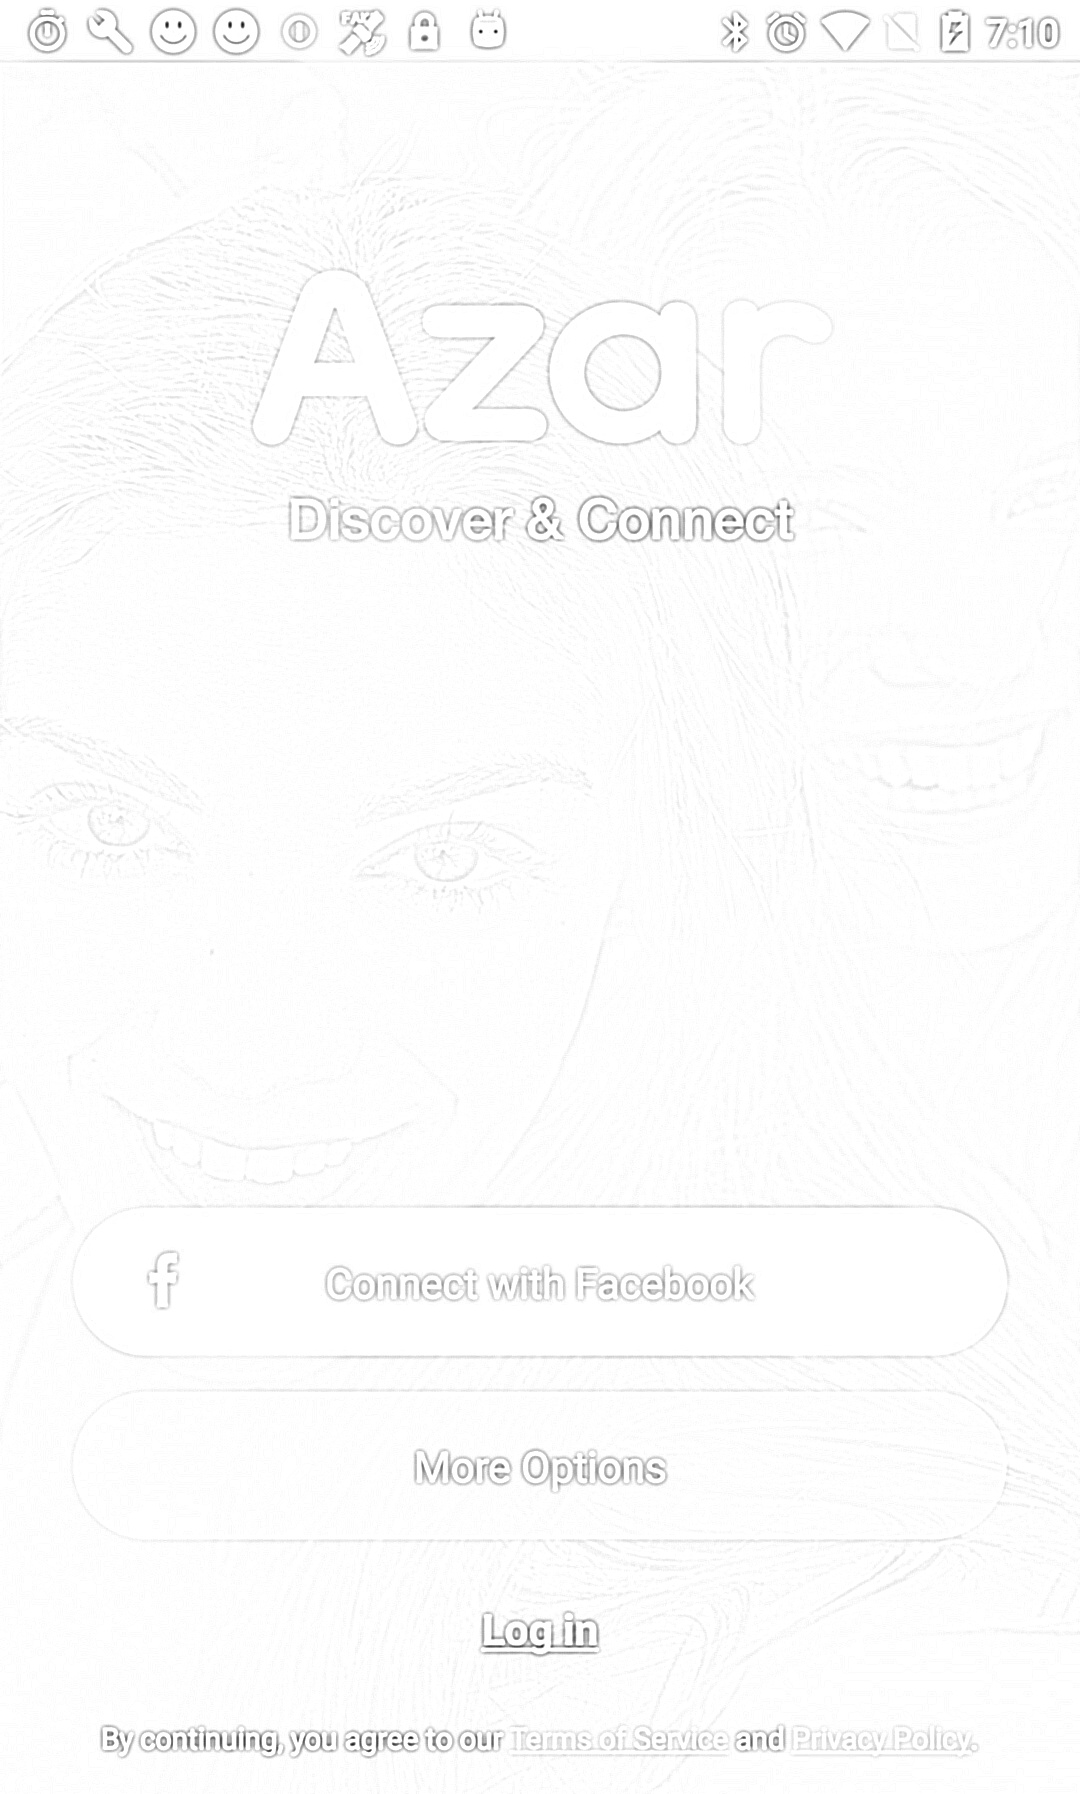 7:10
Azar
Discover & Connect
Connect with Facebook
More Options
Log in
By continuing, you agree to our Terms of Service and Privacy Policy.